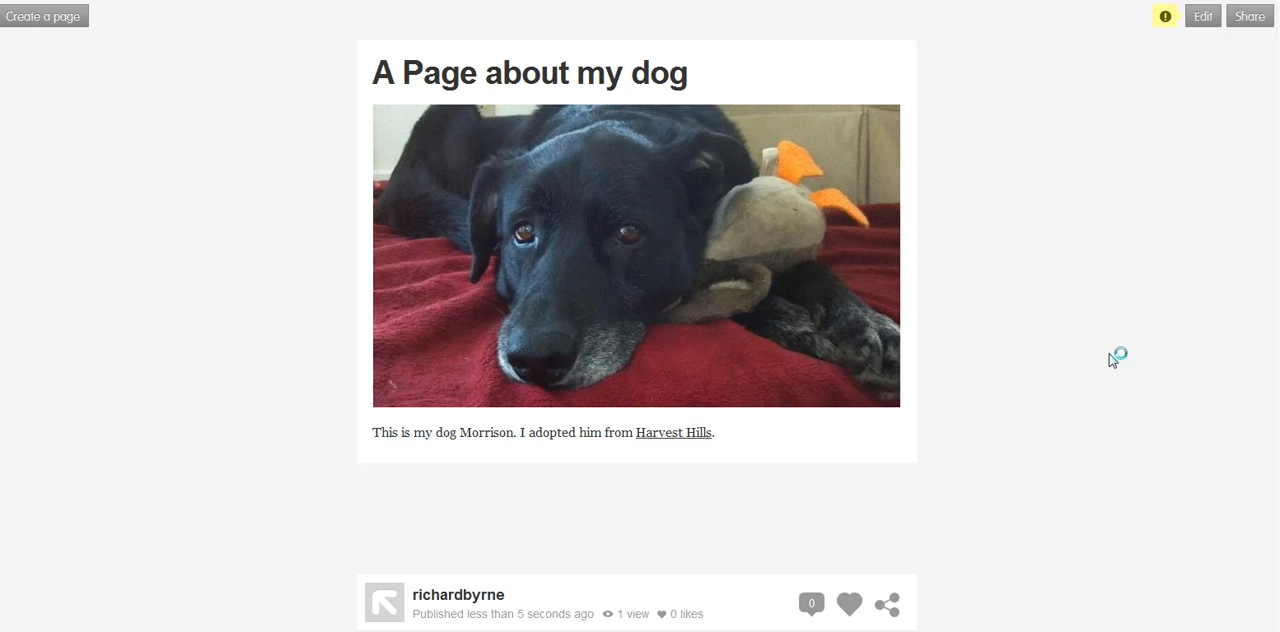 Create a page
! Edit Share
A Page about my dog
This is my dog Morrison. I adopted him from Harvest Hills.
richardbyrne
Published less than 5 seconds ago 1 view 0 likes
0